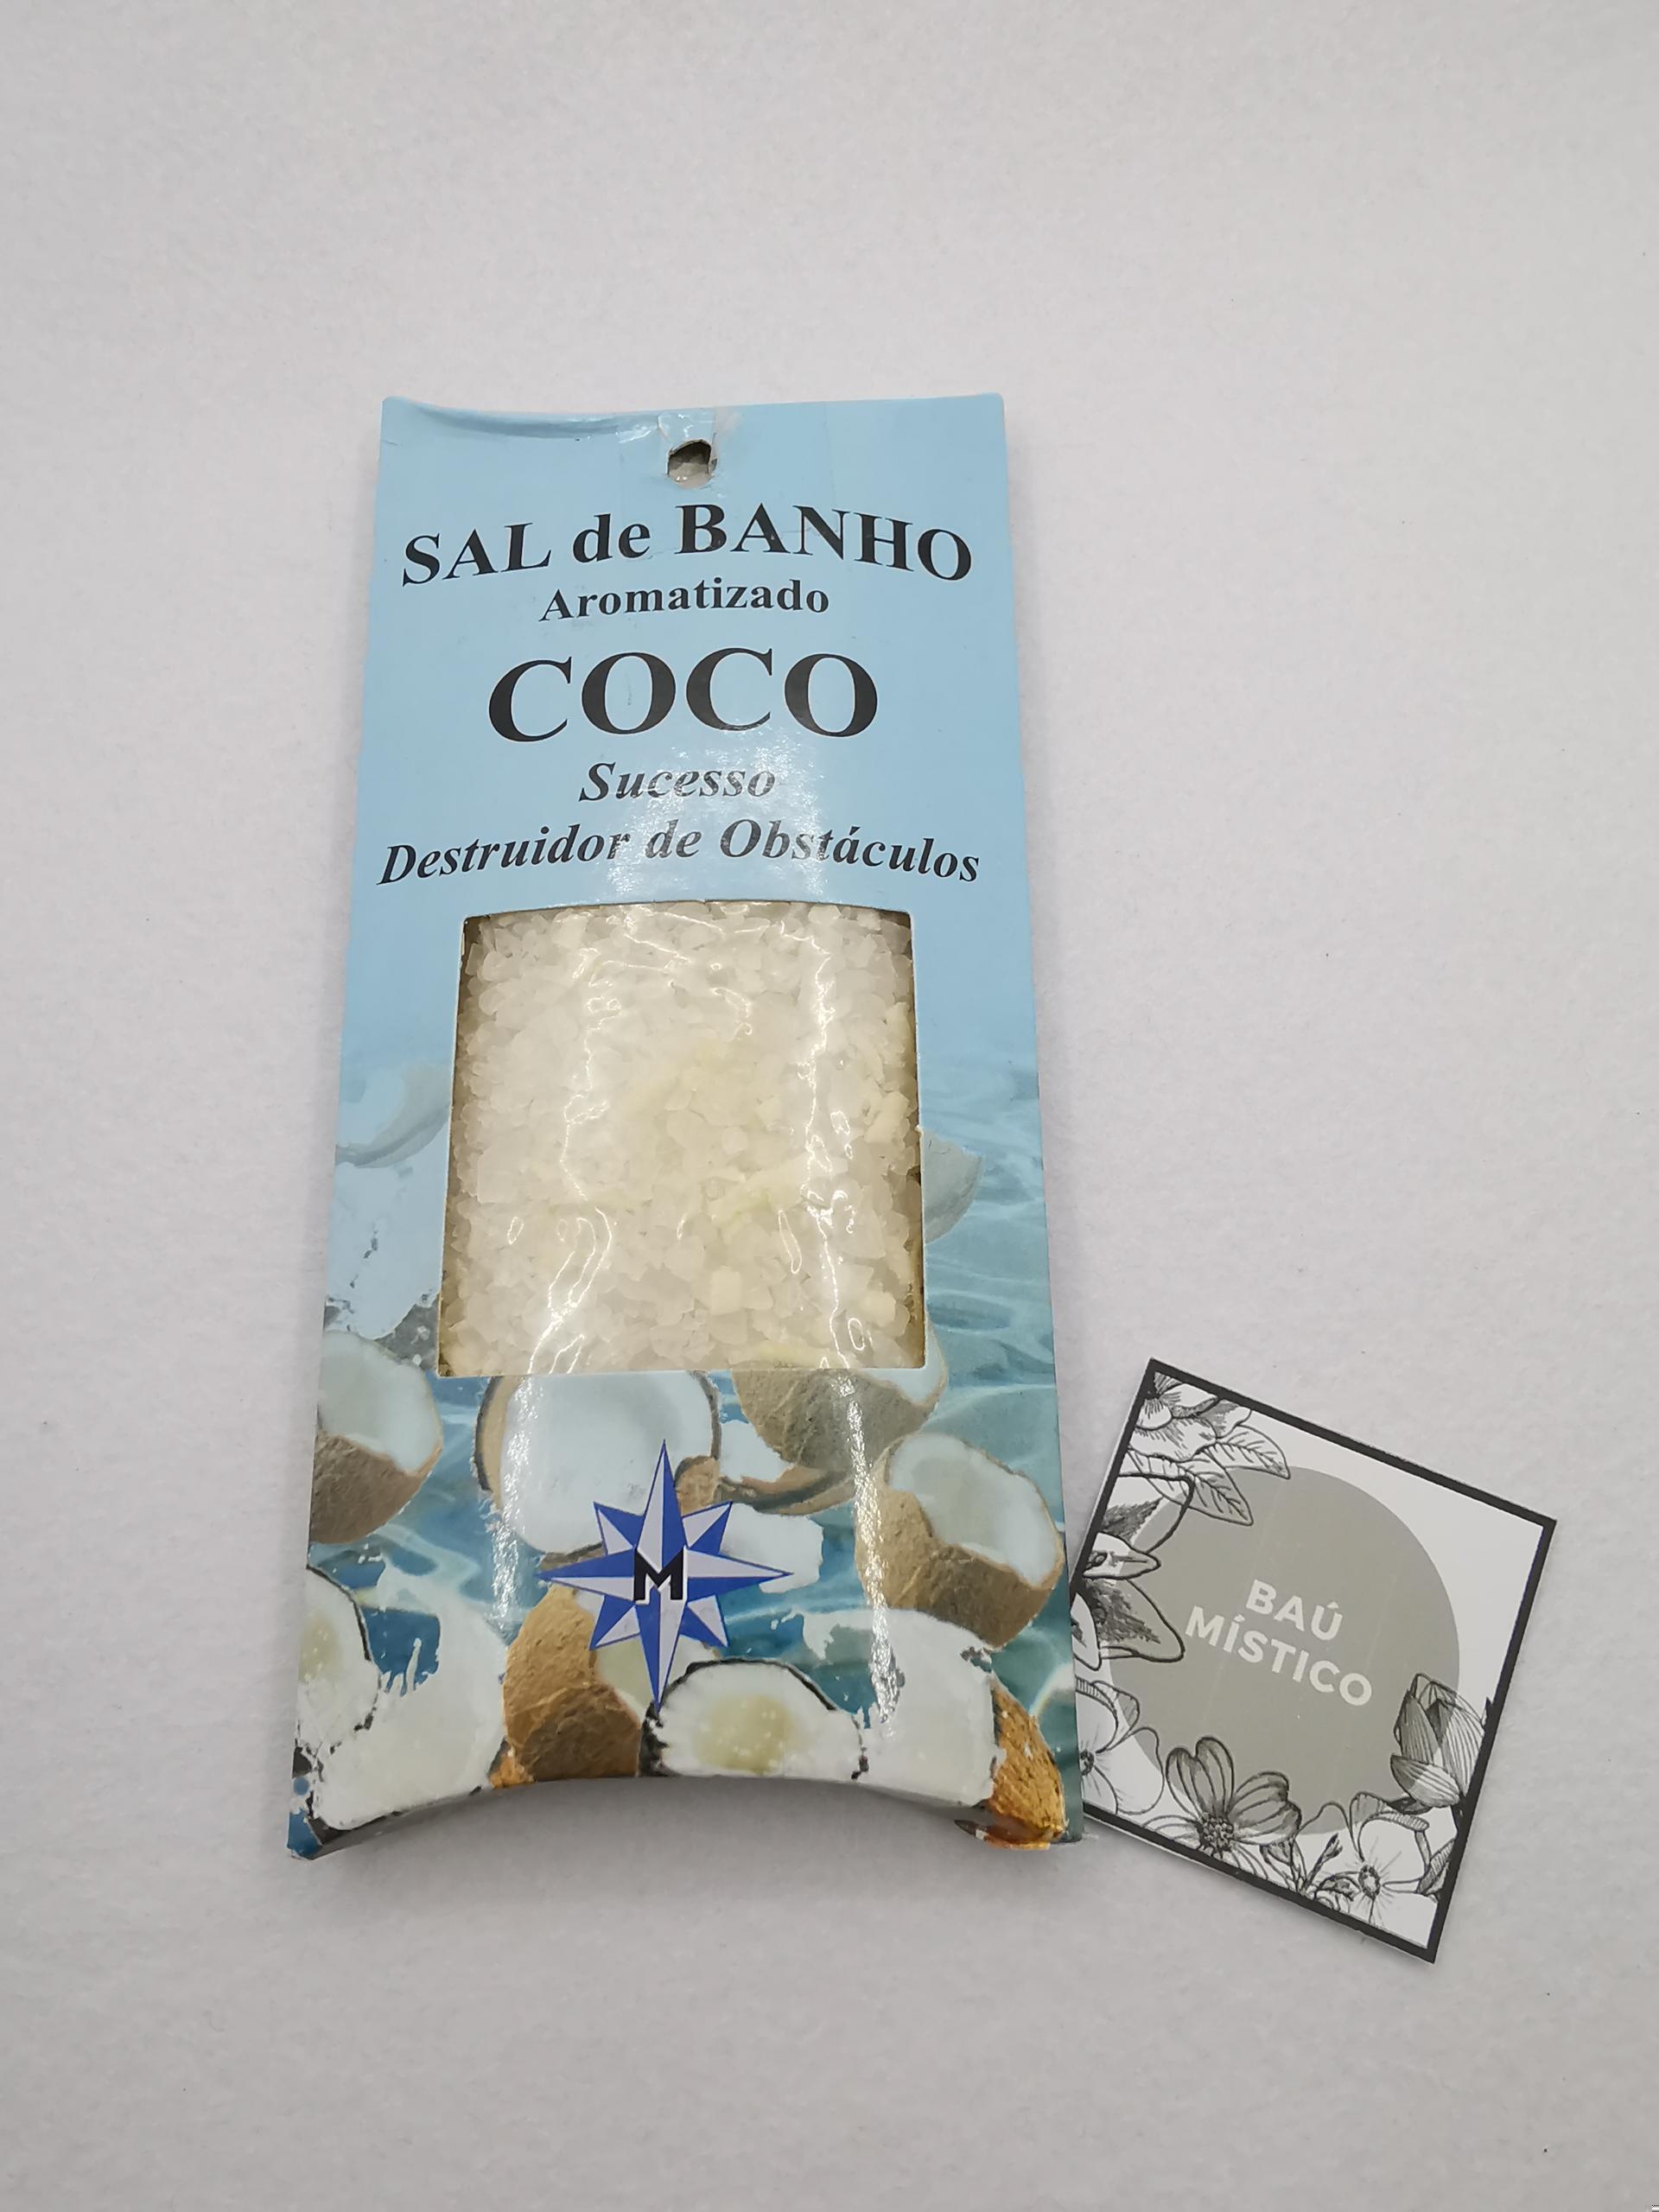 SAL de BANHO
Aromatizado
COCO
Sucesso
Destruidor de Obstáculos
M
BAÚ
MÍSTICO